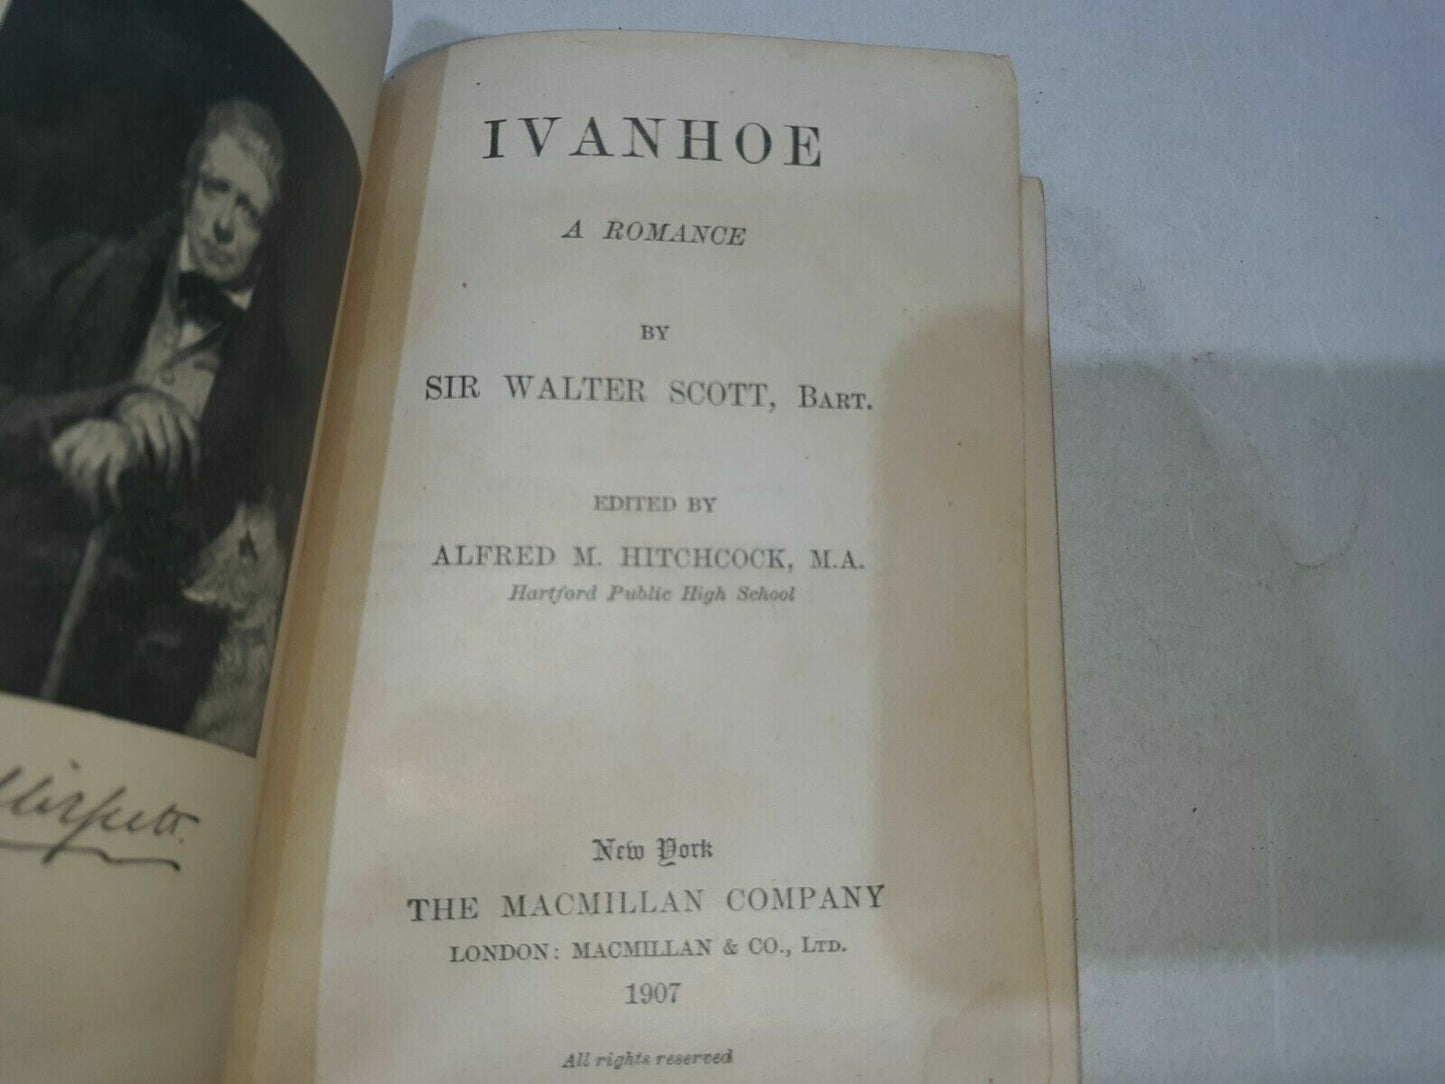 IVANHOE
A ROMANCE
BY
SIR WALTER SCOTT, BART.
EDITED BY
ALFRED M. HITCHCOCK, M.A.
Hartford Public High School
New York
THE MACMILLAN COMPANY
LONDON: MACMILLAN & CO., LTD.
1907
All rights reserved